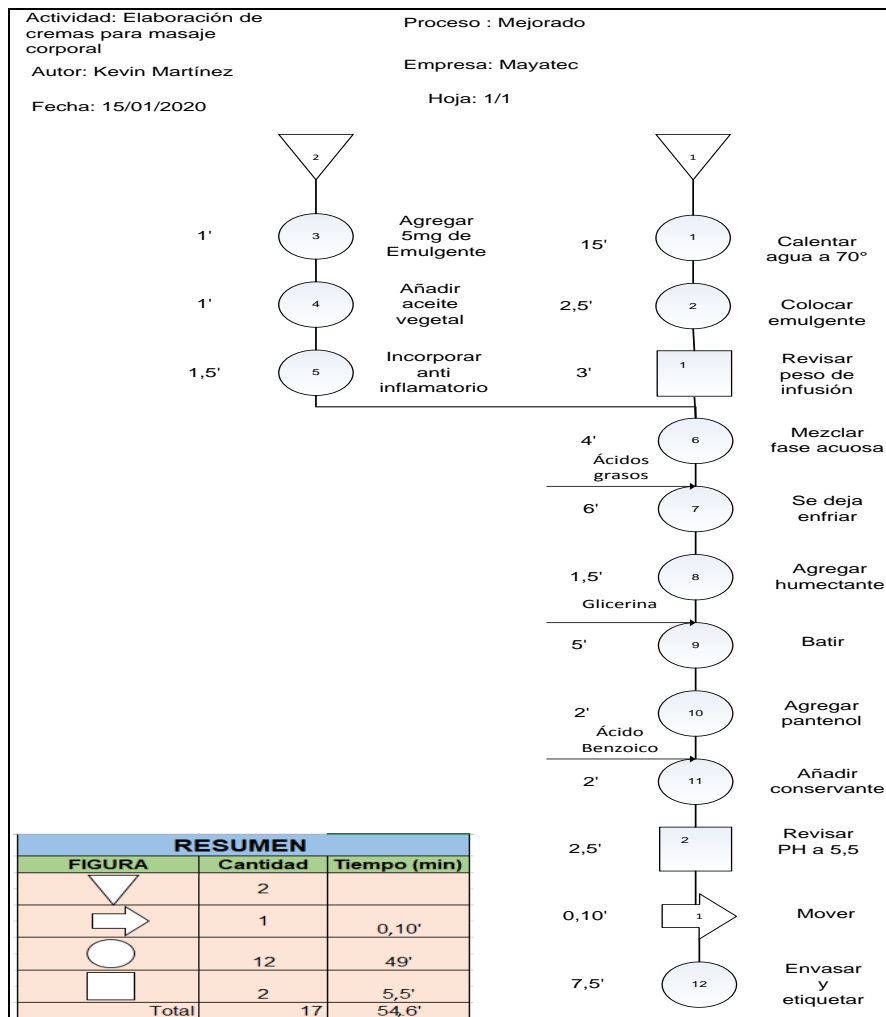 Actividad: Elaboración de
cremas para masaje
corporal
Proceso : Mejorado
Autor: Kevin Martínez
Empresa: Mayatec
Fecha: 15/01/2020
Hoja: 1/1
2
1'
3
Agregar
5mg de
Emulgente
1'
4
Añadir
aceite
vegetal
1,5'
5
Incorporar
anti
inflamatorio
1
15'
1
Calentar
agua a 70°
2,5'
2
Colocar
emulgente
3'
1
Revisar
peso de
infusión
4'
6
Mezclar
fase acuosa
Ácidos
grasos
6'
7
Se deja
enfriar
1,5'
8
Agregar
humectante
Glicerina
5'
9
Batir
2'
10
Agregar
pantenol
Ácido
Benzoico
2'
11
Añadir
conservante
2,5'
2
Revisar
PH a 5,5
0,10'
1
Mover
7,5'
12
Envasar
y
etiquetar
RESUMEN
FIGURA Cantidad Tiempo (min)
2
1 0,10'
12 49'
2 5,5'
Total 17 54,6'